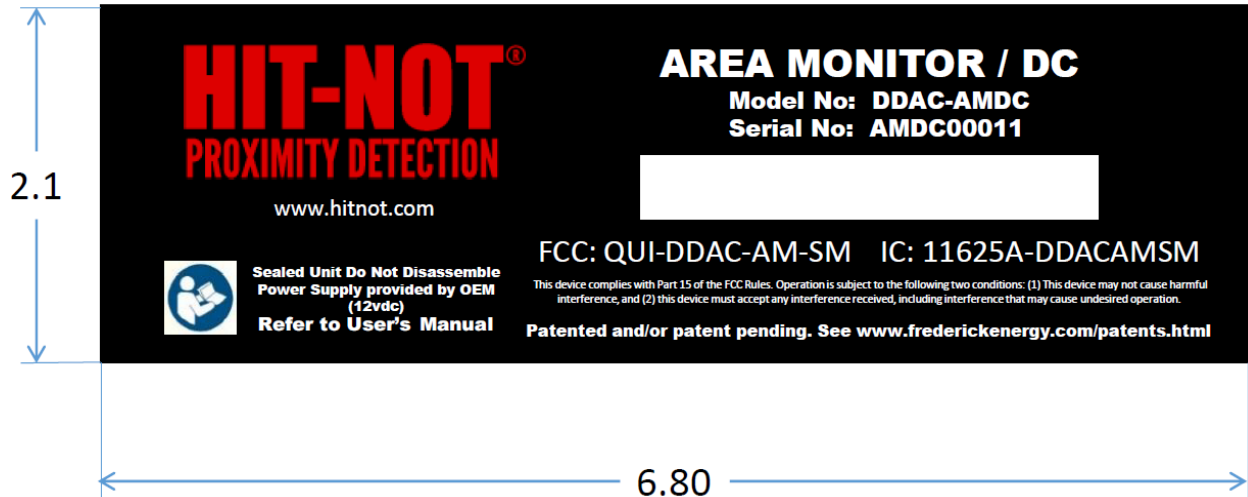 HIT-NOT®
PROXIMITY DETECTION
www.hitnot.com
AREA MONITOR / DC
Model No: DDAC-AMDC
Serial No: AMDC00011
2.1
Sealed Unit Do Not Disassemble
Power Supply provided by OEM
(12vdc)
Refer to User's Manual
FCC: QUI-DDAC-AM-SM IC: 11625A-DDACAMSM
This device complies with Part 15 of the FCC Rules. Operation is subject to the following two conditions: (1) This device may not cause harmful
interference, and (2) this device must accept any interference received, including interference that may cause undesired operation.
Patented and/or patent pending. See www.frederickenergy.com/patents.html
6.80